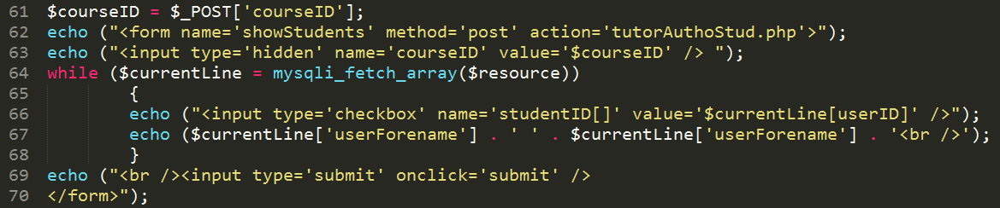 61 $courseID = $_POST['courseID'];
62 echo ("<form name='showStudents' method='post' action='tutorAuthoStud.php'>");
63 echo ("<input type='hidden' name='courseID' value='$courseID' /> ");
64 while ($currentLine = mysqli_fetch_array($resource))
65 {
66 echo ("<input type='checkbox' name='studentID[]' value='$currentLine[userID]' />");
67 echo ($currentLine['userForename'] . ' ' . $currentLine['userForename'] . '<br />');
68 }
69 echo ("<br /><input type='submit' onclick='submit' />
70 </form>");